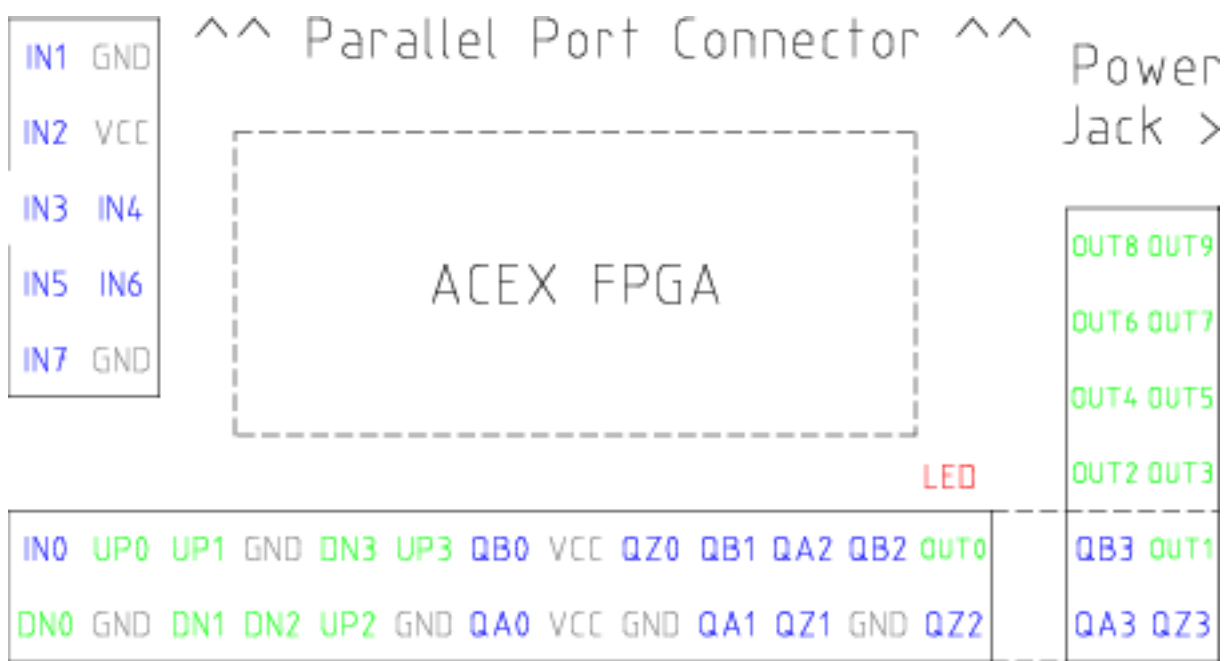 ^^ Parallel Port Connector ^^
Power
Jack >
IN1 GND
IN2 VCC
IN3 IN4
IN5 IN6
IN7 GND
ACEX FPGA
OUT8 OUT9
OUT6 OUT7
OUT4 OUT5
OUT2 OUT3
LED
IN0 UP0 UP1 GND DN3 UP3 QB0 VCC QZ0 QB1 QA2 QB2 OUT0
DN0 GND DN1 DN2 UP2 GND QA0 VCC GND QA1 QZ1 GND QZ2
QB3 OUT1
QA3 QZ3